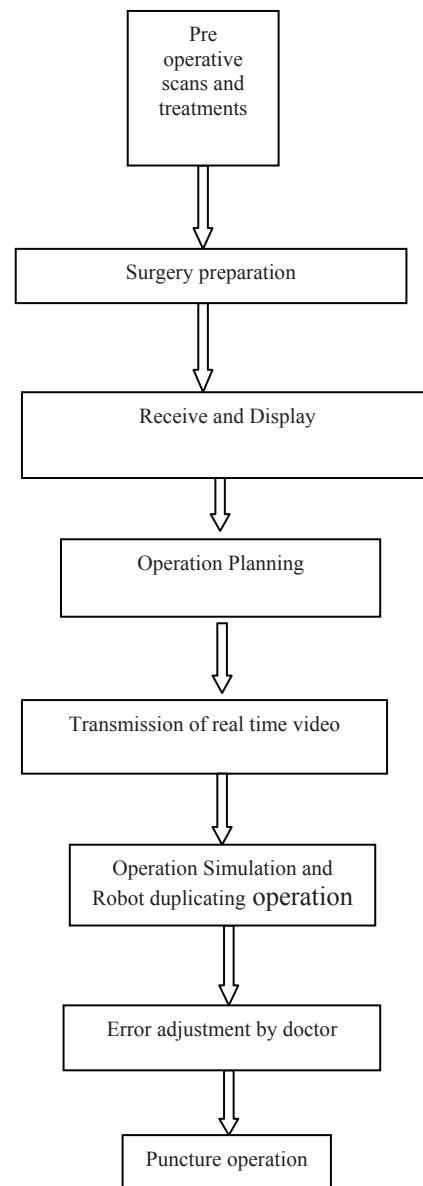 Pre
operative
scans and
treatments
Surgery preparation
Receive and Display
Operation Planning
Transmission of real time video
Operation Simulation and
Robot duplicating operation
Error adjustment by doctor
Puncture operation